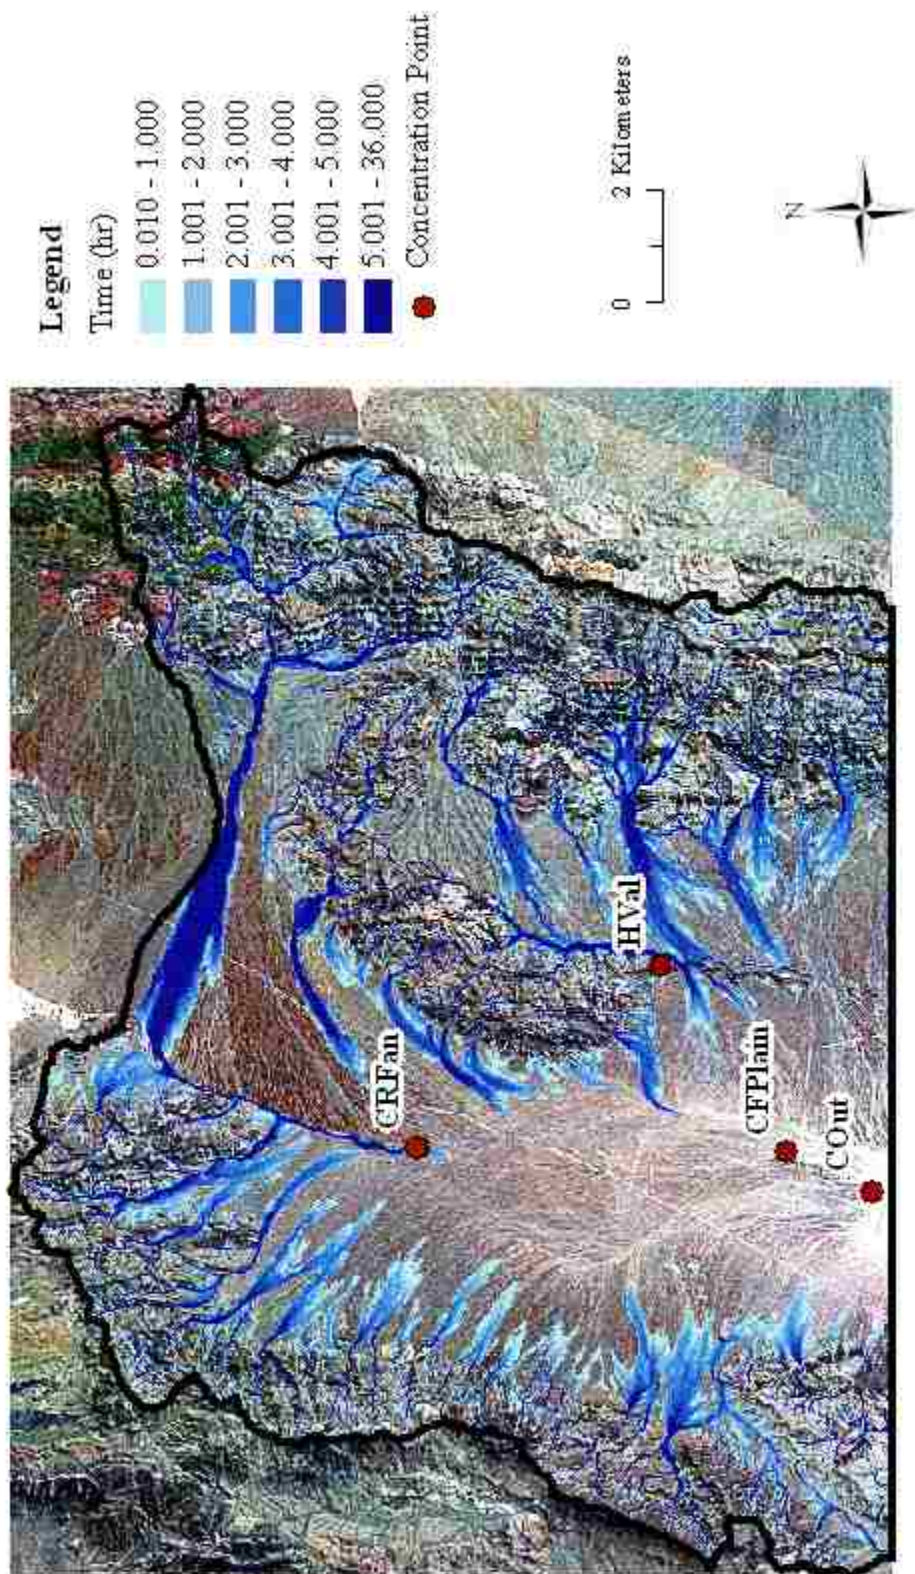 Legend
Time (hr)
0.010 - 1.000
1.001 - 2.000
2.001 - 3.000
3.001 - 4.000
4.001 - 5.000
5.001 - 36.000
Concentration Point
0 2 Kilometers
N
CRFan
HVal
CFPlain
COut